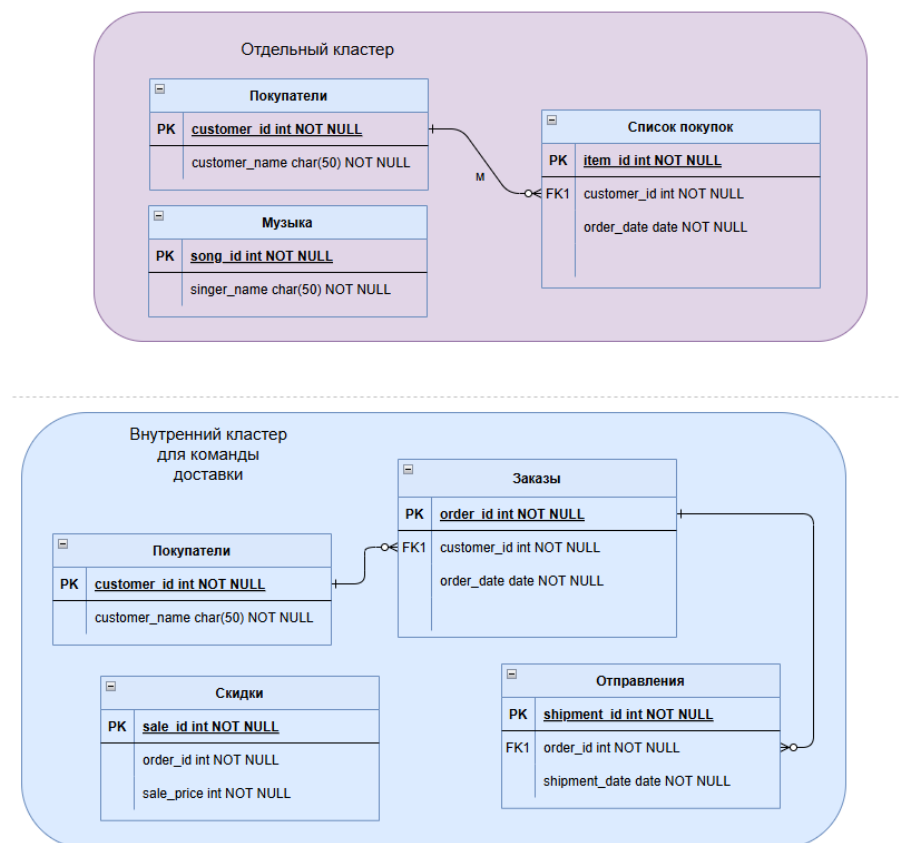 Отдельный кластер
Покупатели
PK customer_id int NOT NULL
customer_name char(50) NOT NULL
Список покупок
PK item_id int NOT NULL
FK1 customer_id int NOT NULL
order_date date NOT NULL
м
Музыка
PK song_id int NOT NULL
singer_name char(50) NOT NULL
Внутренний кластер
для команды
доставки
Заказы
PK order_id int NOT NULL
FK1 customer_id int NOT NULL
order_date date NOT NULL
Покупатели
PK customer_id int NOT NULL
customer_name char(50) NOT NULL
Скидки
PK sale_id int NOT NULL
order_id int NOT NULL
sale_price int NOT NULL
Отправления
PK shipment_id int NOT NULL
FK1 order_id int NOT NULL
shipment_date date NOT NULL